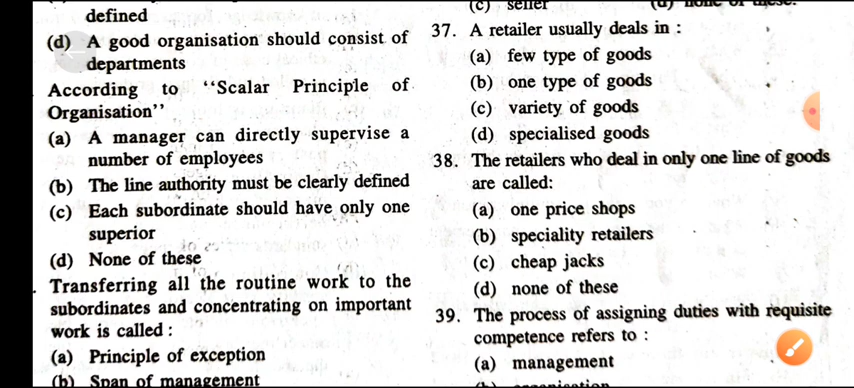 defined
(d) A good organisation should consist of
departments
According to "Scalar Principle of
Organisation"
(a) A manager can directly supervise a
number of employees
(b) The line authority must be clearly defined
(c) Each subordinate should have only one
superior
(d) None of these
Transferring all the routine work to the
subordinates and concentrating on important
work is called :
(a) Principle of exception
(b) Span of management
(c) seller (d) none of these.
37. A retailer usually deals in :
(a) few type of goods
(b) one type of goods
(c) variety of goods
(d) specialised goods
38. The retailers who deal in only one line of goods
are called:
(a) one price shops
(b) speciality retailers
(c) cheap jacks
(d) none of these
39. The process of assigning duties with requisite
competence refers to :
(a) management